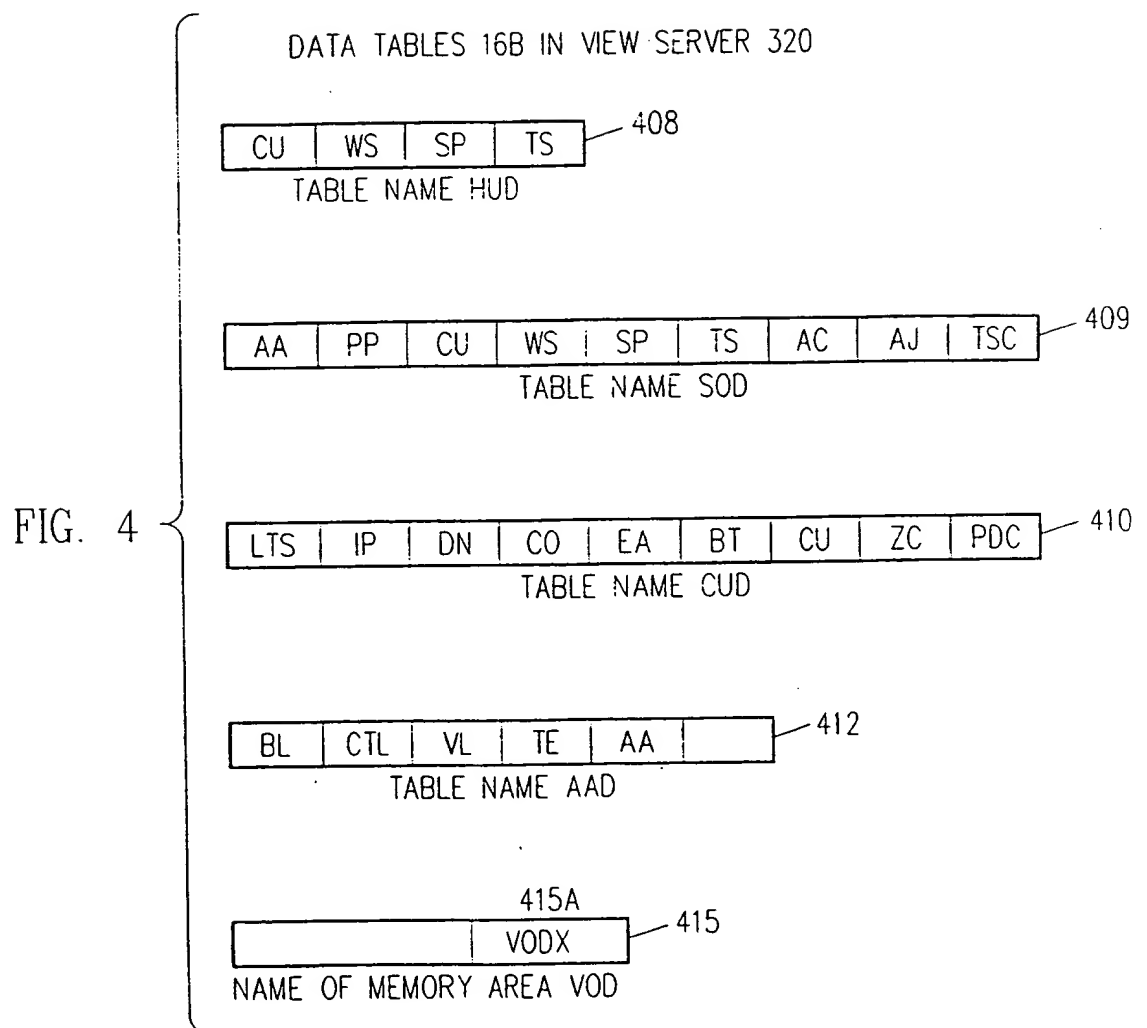 DATA TABLES 16B IN VIEW SERVER 320
CU WS SP TS 408
TABLE NAME HUD
AA PP CU WS SP TS AC AJ TSC 409
TABLE NAME SOD
FIG. 4
LTS IP DN CO EA BT CU ZC PDC 410
TABLE NAME CUD
BL CTL VL TE AA 412
TABLE NAME AAD
415A
VODX 415
NAME OF MEMORY AREA VOD